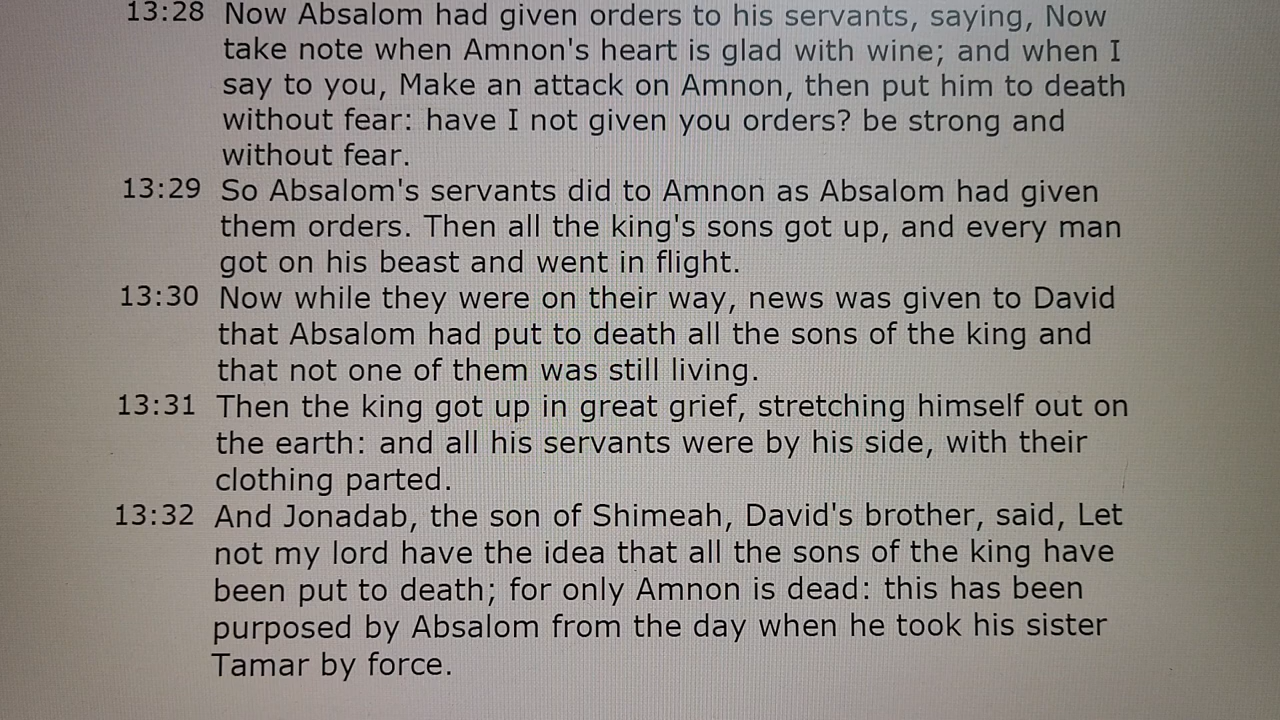 13:28 Now Absalom had given orders to his servants, saying, Now
take note when Amnon's heart is glad with wine; and when I
say to you, Make an attack on Amnon, then put him to death
without fear: have I not given you orders? be strong and
without fear.
13:29 So Absalom's servants did to Amnon as Absalom had given
them orders. Then all the king's sons got up, and every man
got on his beast and went in flight.
13:30 Now while they were on their way, news was given to David
that Absalom had put to death all the sons of the king and
that not one of them was still living.
13:31 Then the king got up in great grief, stretching himself out on
the earth: and all his servants were by his side, with their
clothing parted.
13:32 And Jonadab, the son of Shimeah, David's brother, said, Let
not my lord have the idea that all the sons of the king have
been put to death; for only Amnon is dead: this has been
purposed by Absalom from the day when he took his sister
Tamar by force.